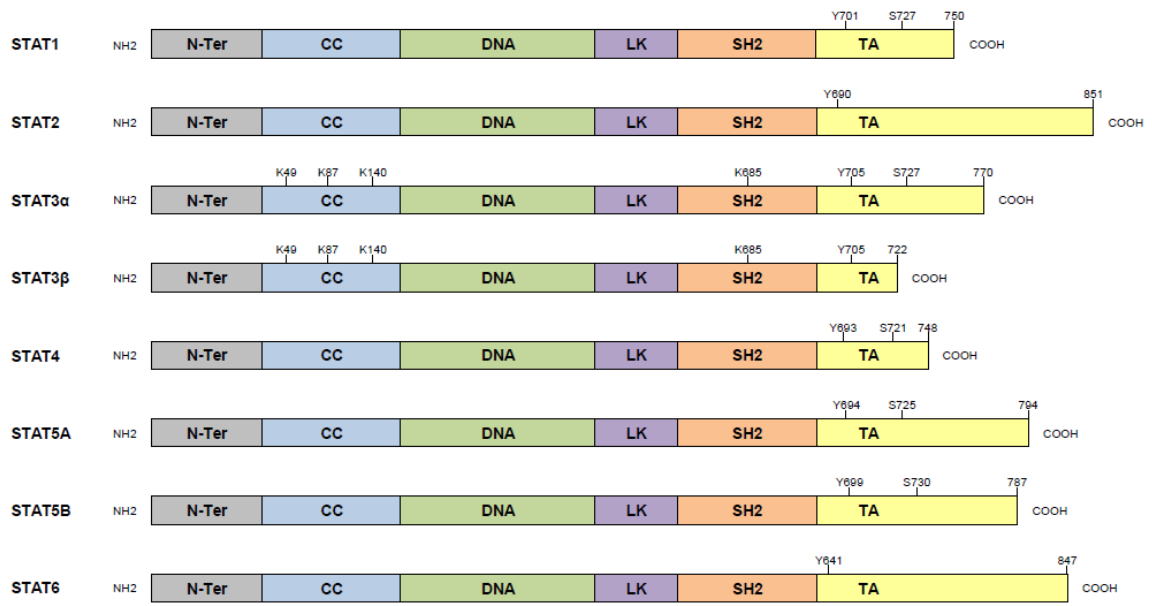 Y701 S727 750
STAT1 NH2 N-Ter CC DNA LK SH2 TA COOH
Y690 851
STAT2 NH2 N-Ter CC DNA LK SH2 TA COOH
K49 K87 K140 K685 Y705 S727 770
STAT3α NH2 N-Ter CC DNA LK SH2 TA COOH
K49 K87 K140 K685 Y705 722
STAT3β NH2 N-Ter CC DNA LK SH2 TA COOH
Y693 S721 748
STAT4 NH2 N-Ter CC DNA LK SH2 TA COOH
Y694 S725 794
STAT5A NH2 N-Ter CC DNA LK SH2 TA COOH
Y699 S730 787
STAT5B NH2 N-Ter CC DNA LK SH2 TA COOH
Y641 847
STAT6 NH2 N-Ter CC DNA LK SH2 TA COOH